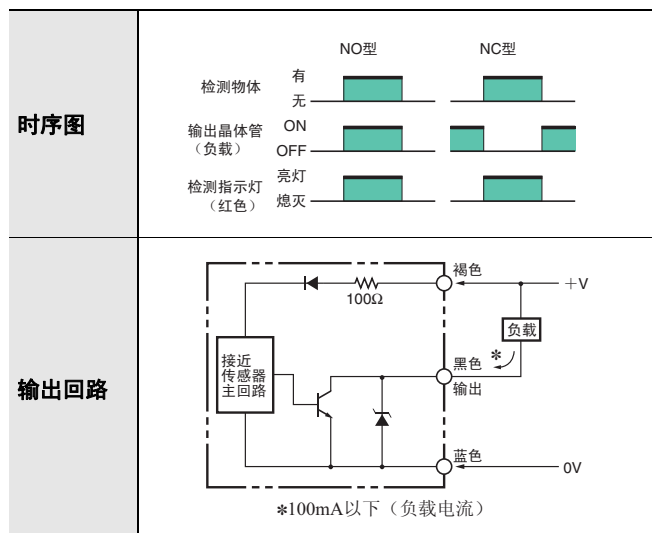 时序图
NO型
NC型
检测物体
有
无
输出晶体管
（负载）
ON
OFF
检测指示灯
（红色）
亮灯
熄灭
输出回路
褐色
+V
100Ω
负载
接近
传感器
主回路
*
黑色
输出
蓝色
0V
*100mA以下（负载电流）